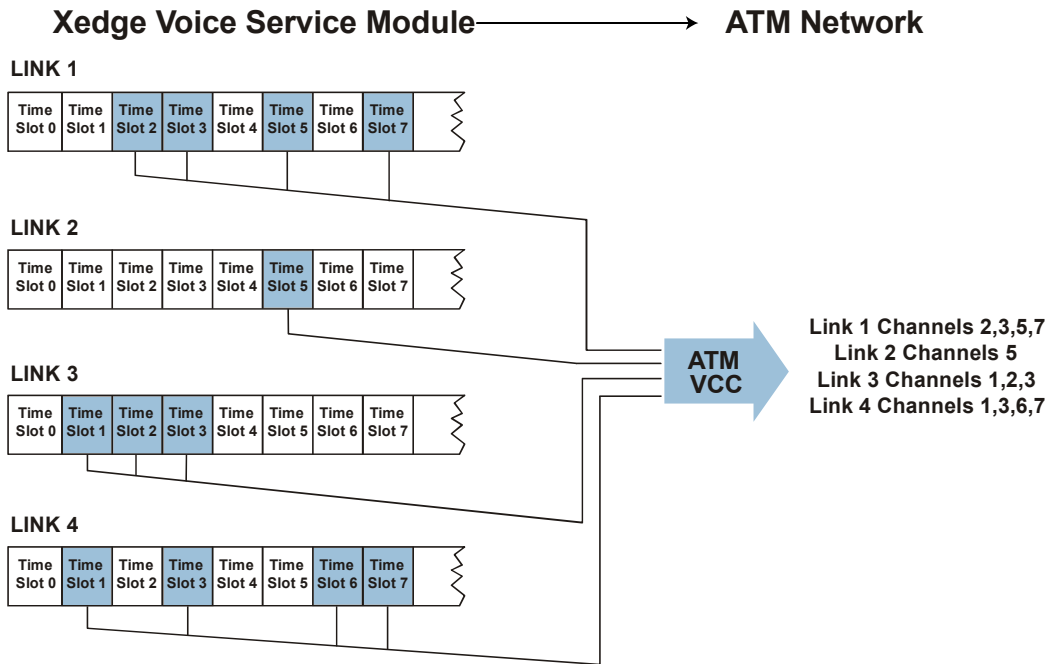 Xedge Voice Service Module ATM Network
LINK 1
Time Time Time Time Time Time Time Time
Slot 0 Slot 1 Slot 2 Slot 3 Slot 4 Slot 5 Slot 6 Slot 7
LINK 2
Time Time Time Time Time Time Time Time
Slot 0 Slot 1 Slot 2 Slot 3 Slot 4 Slot 5 Slot 6 Slot 7
LINK 3
Time Time Time Time Time Time Time Time
Slot 0 Slot 1 Slot 2 Slot 3 Slot 4 Slot 5 Slot 6 Slot 7
LINK 4
Time Time Time Time Time Time Time Time
Slot 0 Slot 1 Slot 2 Slot 3 Slot 4 Slot 5 Slot 6 Slot 7
ATM
VCC
Link 1 Channels 2,3,5,7
Link 2 Channels 5
Link 3 Channels 1,2,3
Link 4 Channels 1,3,6,7